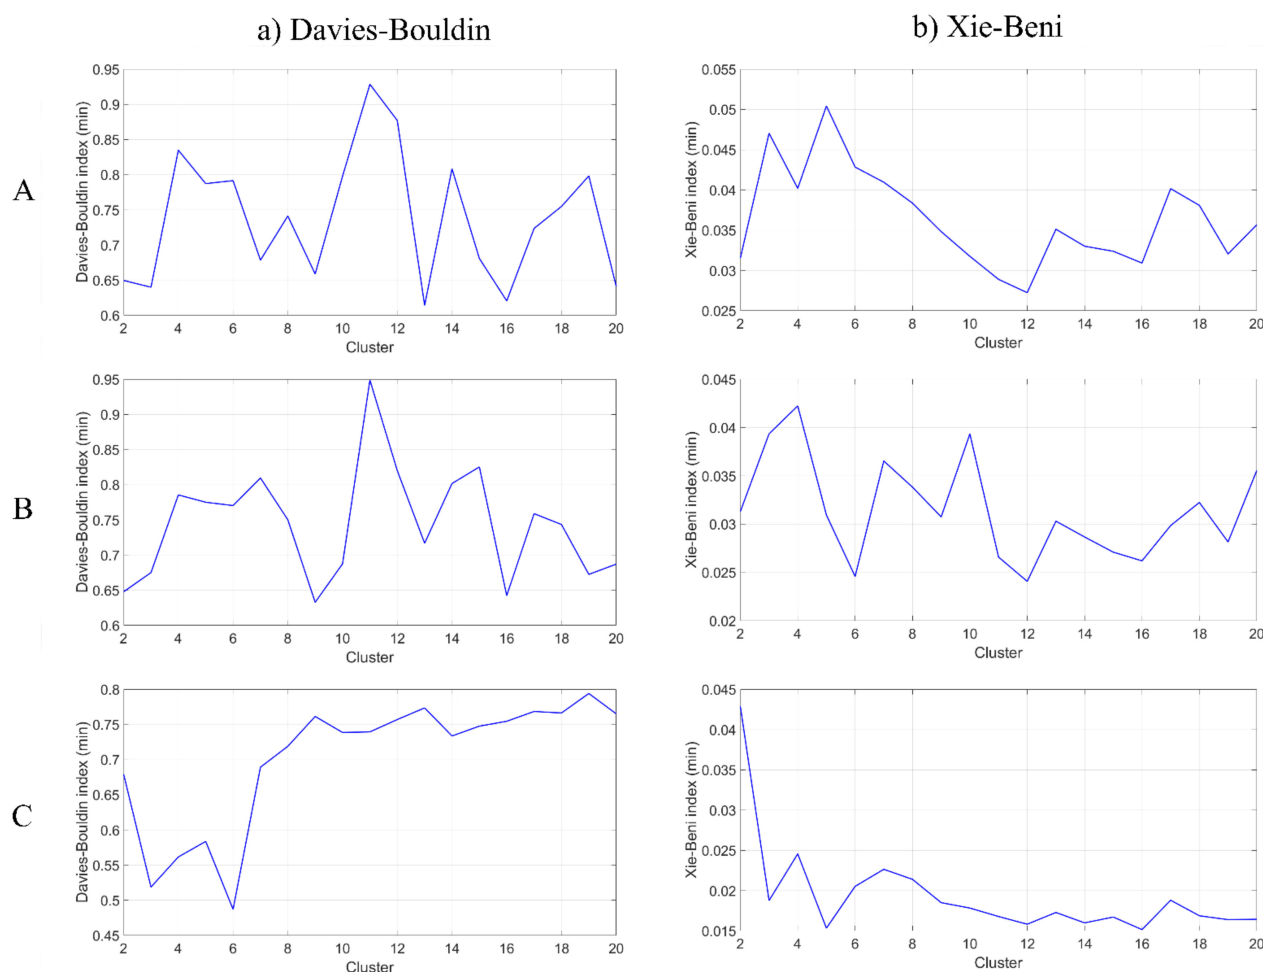 a) Davies-Bouldin
b) Xie-Beni
A
Davies-Bouldin index (min)
0.95
0.9
0.85
0.8
0.75
0.7
0.65
0.6
2 4 6 8 10 12 14 16 18 20
Cluster
Xie-Beni index (min)
0.055
0.05
0.045
0.04
0.035
0.03
0.025
2 4 6 8 10 12 14 16 18 20
Cluster
B
Davies-Bouldin index (min)
0.95
0.9
0.85
0.8
0.75
0.7
0.65
0.6
2 4 6 8 10 12 14 16 18 20
Cluster
Xie-Beni index (min)
0.045
0.04
0.035
0.03
0.025
0.02
2 4 6 8 10 12 14 16 18 20
Cluster
C
Davies-Bouldin index (min)
0.8
0.75
0.7
0.65
0.6
0.55
0.5
0.45
2 4 6 8 10 12 14 16 18 20
Cluster
Xie-Beni index (min)
0.045
0.04
0.035
0.03
0.025
0.02
0.015
2 4 6 8 10 12 14 16 18 20
Cluster